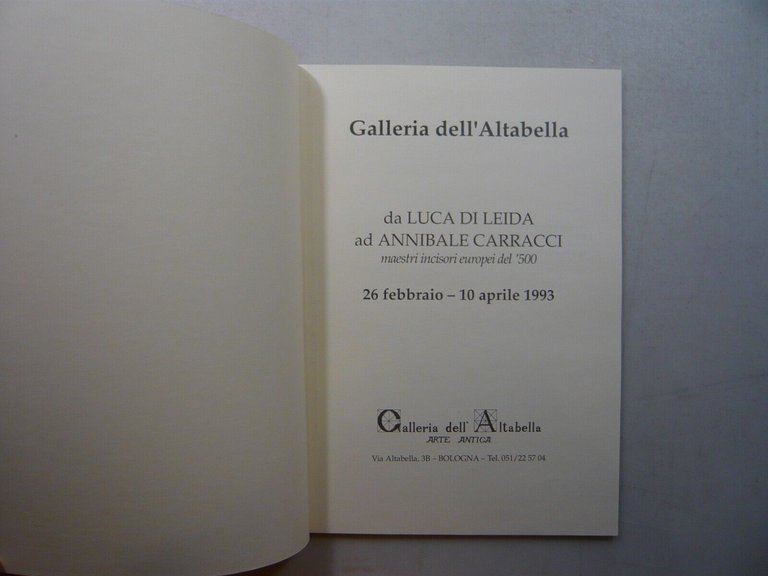 Galleria dell'Altabella
da LUCA DI LEIDA
ad ANNIBALE CARRACCI
maestri incisori europei del '500
26 febbraio – 10 aprile 1993
Galleria dell' Altabella
ARTE ANTICA
Via Altabella, 3B – BOLOGNA – Tel. 051/22 57 04